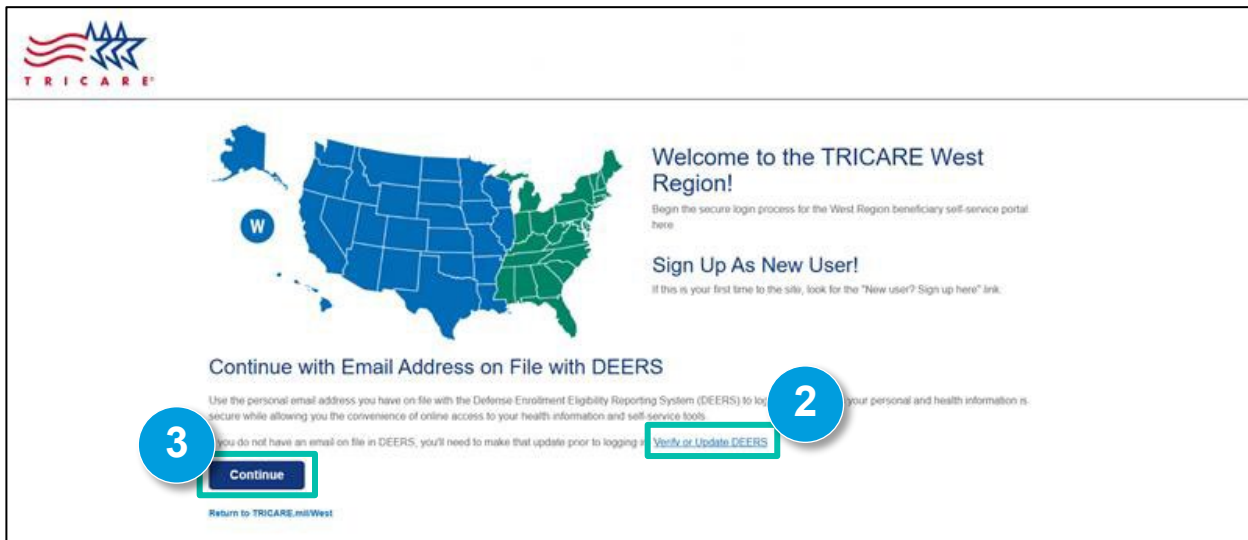 TRICARE
W
Welcome to the TRICARE West
Region!
Begin the secure login process for the West Region beneficiary self-service portal
here
Sign Up As New User!
If this is your first time to the site, look for the "New user? Sign up here" link.
Continue with Email Address on File with DEERS
Use the personal email address you have on file with the Defense Enrollment Eligibility Reporting System (DEERS) to your personal and health information is
secure while allowing you the convenience of online access to your health information and self-service tools
2
you do not have an email on file in DEERS, you'll need to make that update prior to logging Verify or Update DEERS
3
Continue
Return to TRICARE.mil/West